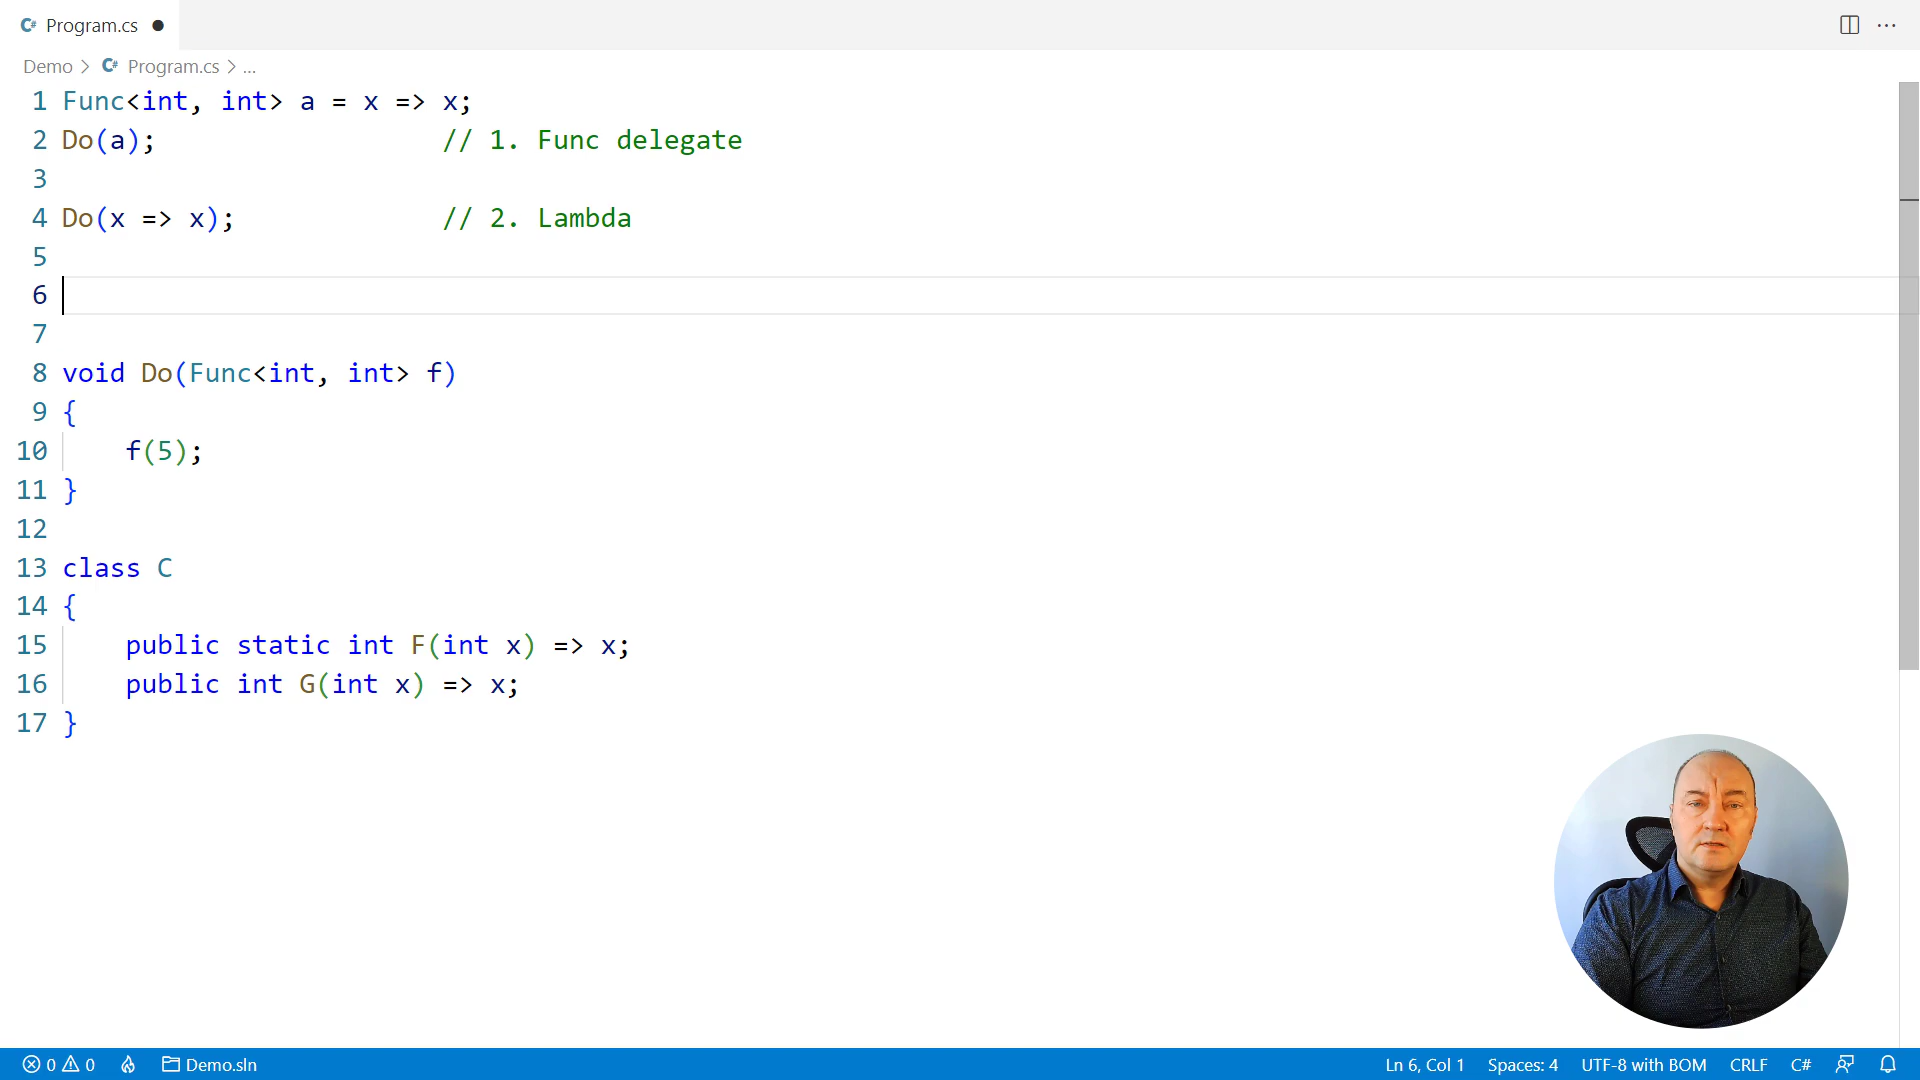 C# Program.cs ●
Demo > C# Program.cs > ...
1 Func<int, int> a = x => x;
2 Do(a); // 1. Func delegate
3
4 Do(x => x); // 2. Lambda
5
6
7
8 void Do(Func<int, int> f)
9 {
10 f(5);
11 }
12
13 class C
14 {
15 public static int F(int x) => x;
16 public int G(int x) => x;
17 }
0 0 Demo.sln Ln 6, Col 1 Spaces: 4 UTF-8 with BOM CRLF C#